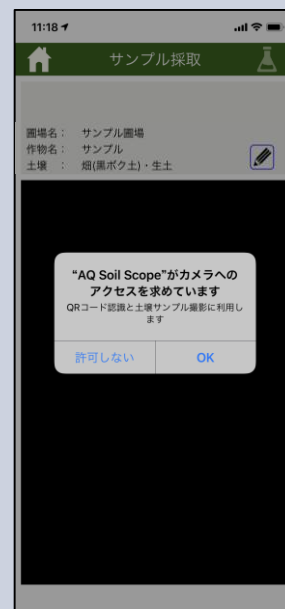 11:18
サンプル採取
圃場名： サンプル圃場
作物名： サンプル
土壌 ： 畑(黒ボク土)・生土
“AQ Soil Scope”がカメラへの
アクセスを求めています
QRコード認識と土壌サンプル撮影に利用し
ます
許可しない OK